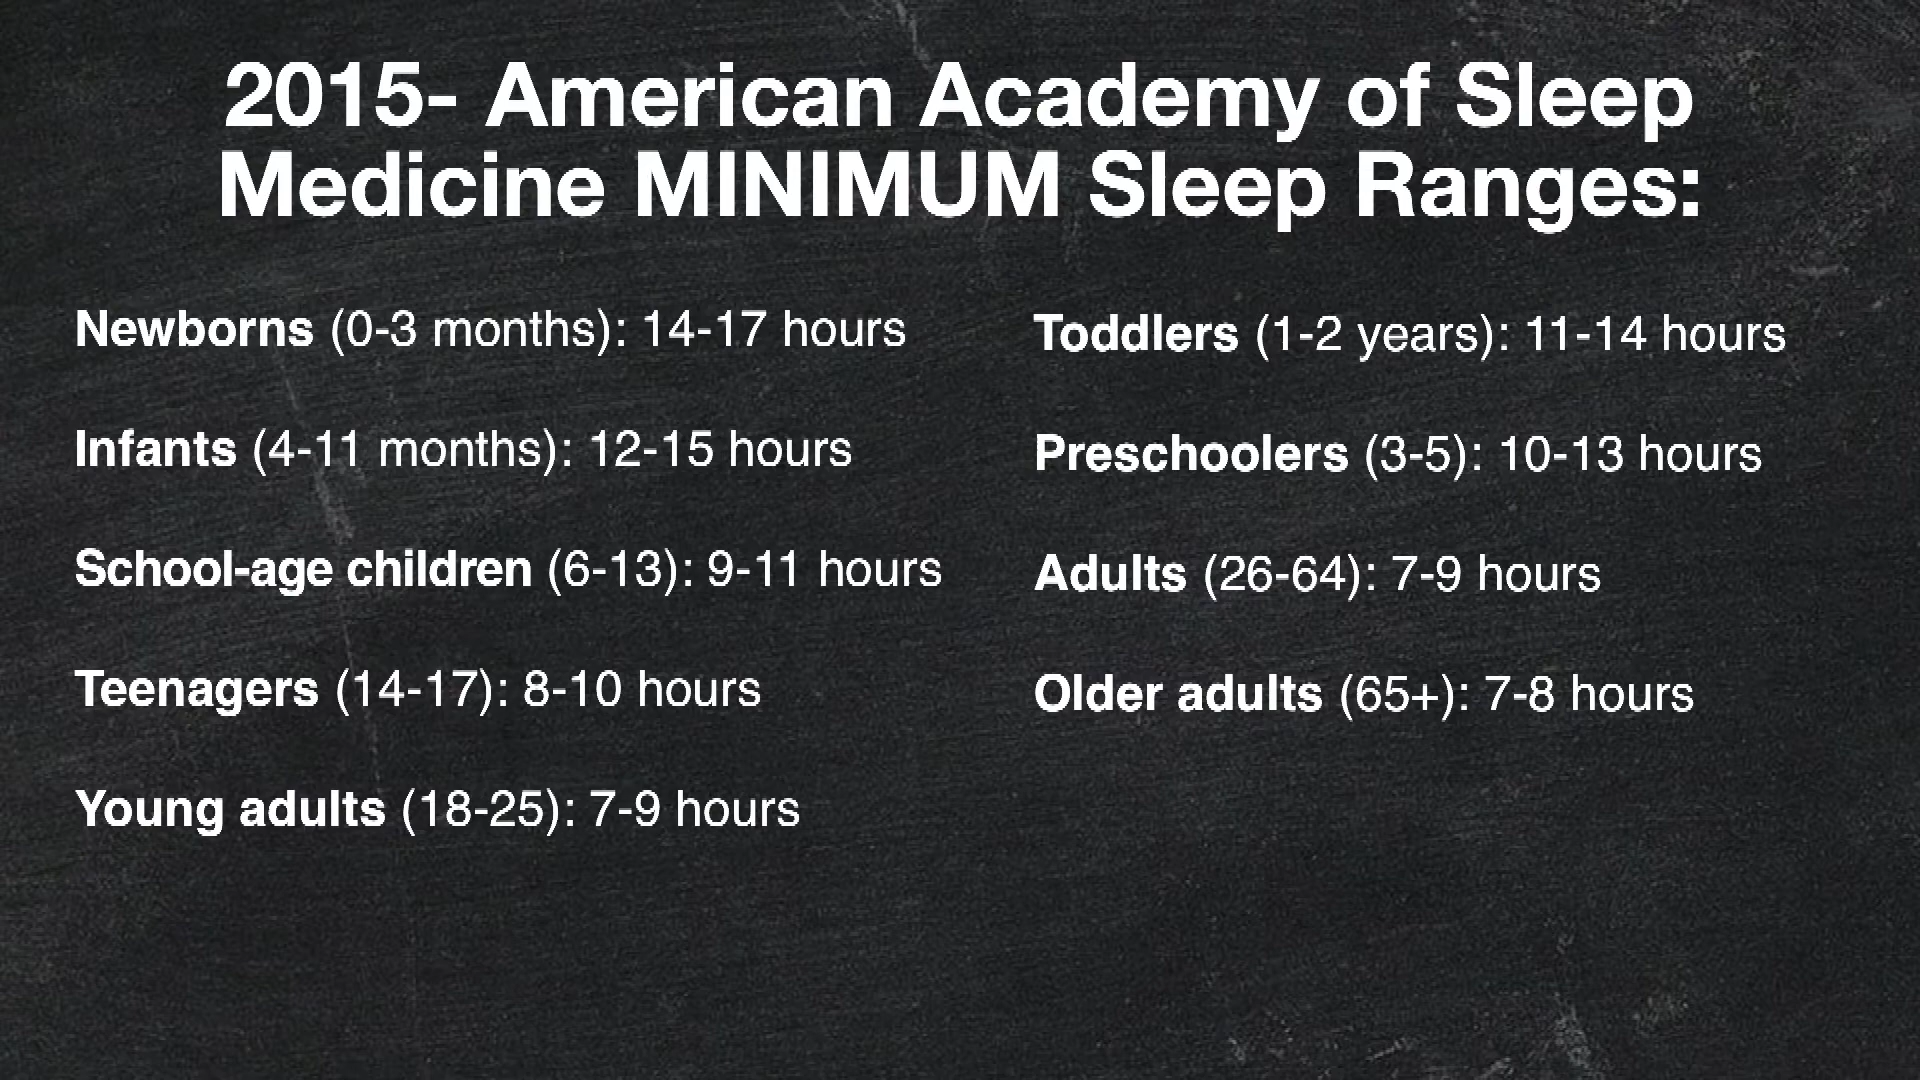 2015- American Academy of Sleep
Medicine MINIMUM Sleep Ranges:
Newborns (0-3 months): 14-17 hours
Infants (4-11 months): 12-15 hours
School-age children (6-13): 9-11 hours
Teenagers (14-17): 8-10 hours
Young adults (18-25): 7-9 hours
Toddlers (1-2 years): 11-14 hours
Preschoolers (3-5): 10-13 hours
Adults (26-64): 7-9 hours
Older adults (65+): 7-8 hours